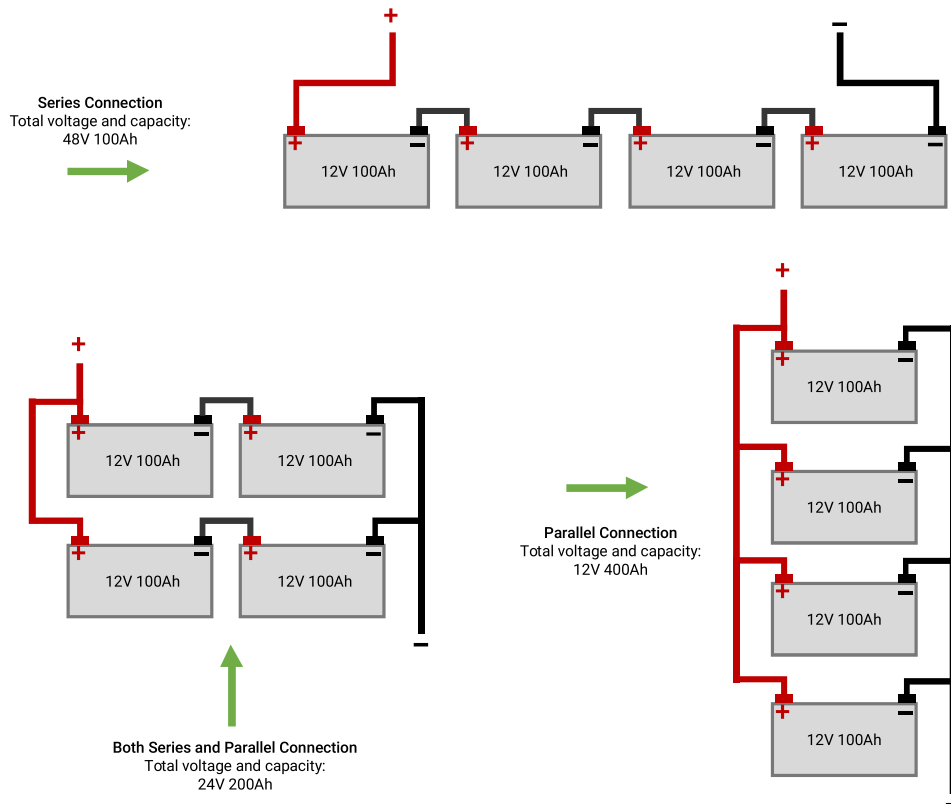 +
−
Series Connection
Total voltage and capacity:
48V 100Ah
+ − + − + − + −
12V 100Ah 12V 100Ah 12V 100Ah 12V 100Ah
+
+ −
12V 100Ah
+ −
12V 100Ah
+ −
12V 100Ah
+ −
12V 100Ah
Parallel Connection
Total voltage and capacity:
12V 400Ah
+
+ − + −
12V 100Ah 12V 100Ah
+ − + −
12V 100Ah 12V 100Ah
−
Both Series and Parallel Connection
Total voltage and capacity:
24V 200Ah